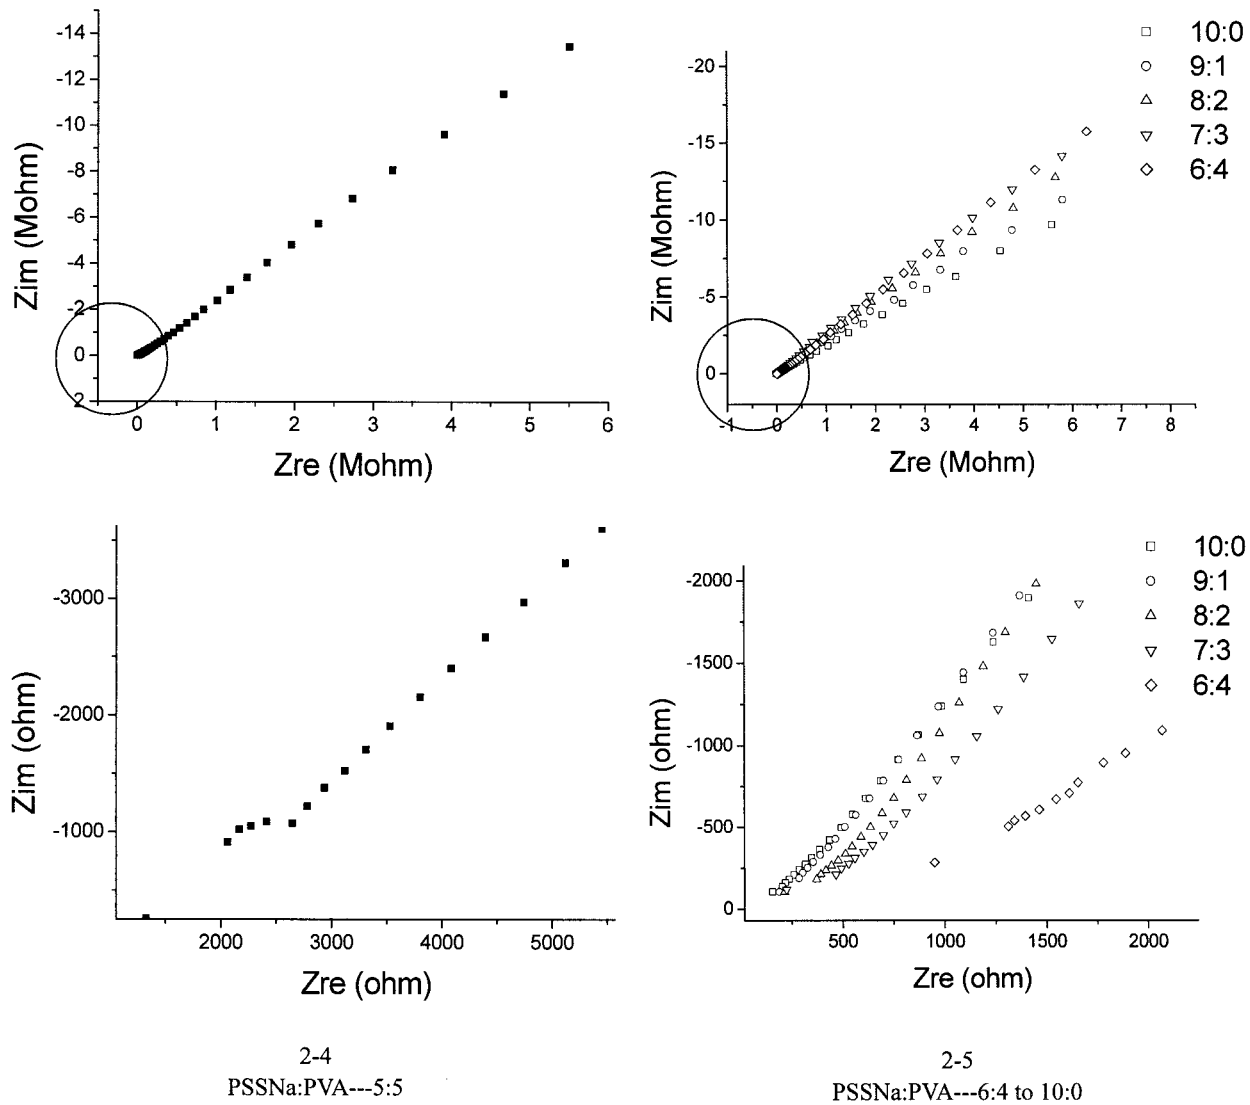 -14
-12
-10
-8
-6
-4
-2
0
2
Zim (Mohm)
0 1 2 3 4 5 6
Zre (Mohm)
10:0
9:1
8:2
7:3
6:4
-20
-15
-10
-5
0
Zim (Mohm)
-1 0 1 2 3 4 5 6 7 8
Zre (Mohm)
-3000
-2000
-1000
Zim (ohm)
2000 3000 4000 5000
Zre (ohm)
10:0
9:1
8:2
7:3
6:4
-2000
-1500
-1000
-500
0
Zim (ohm)
500 1000 1500 2000
Zre (ohm)
2-4
PSSNa:PVA---5:5
2-5
PSSNa:PVA---6:4 to 10:0